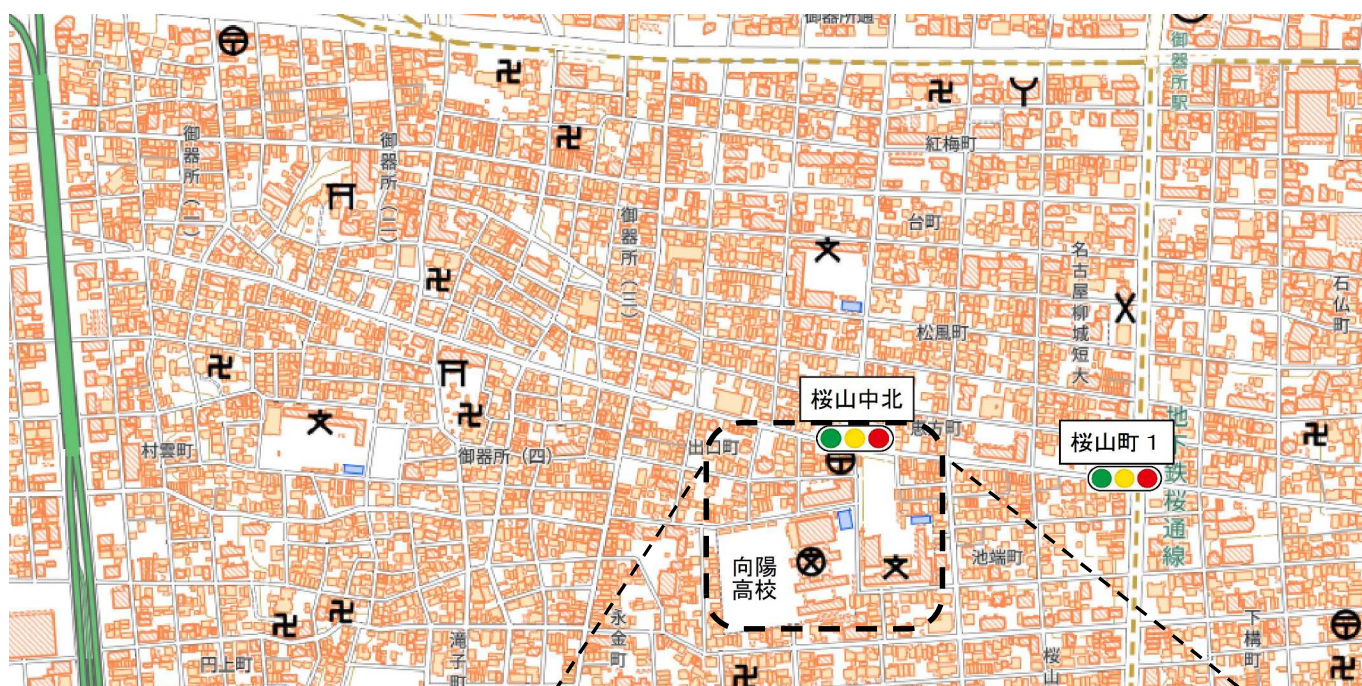 御器所通
御器所駅
紅梅町
御器所(一)
御器所(二)
御器所(三)
台町
名古屋柳城短大
石仏町
松風町
桜山中北
出口町
桜山町1
地下鉄桜通線
村雲町
御器所(四)
向陽
高校
池端町
永金町
滝子町
下構町
円上町
桜山